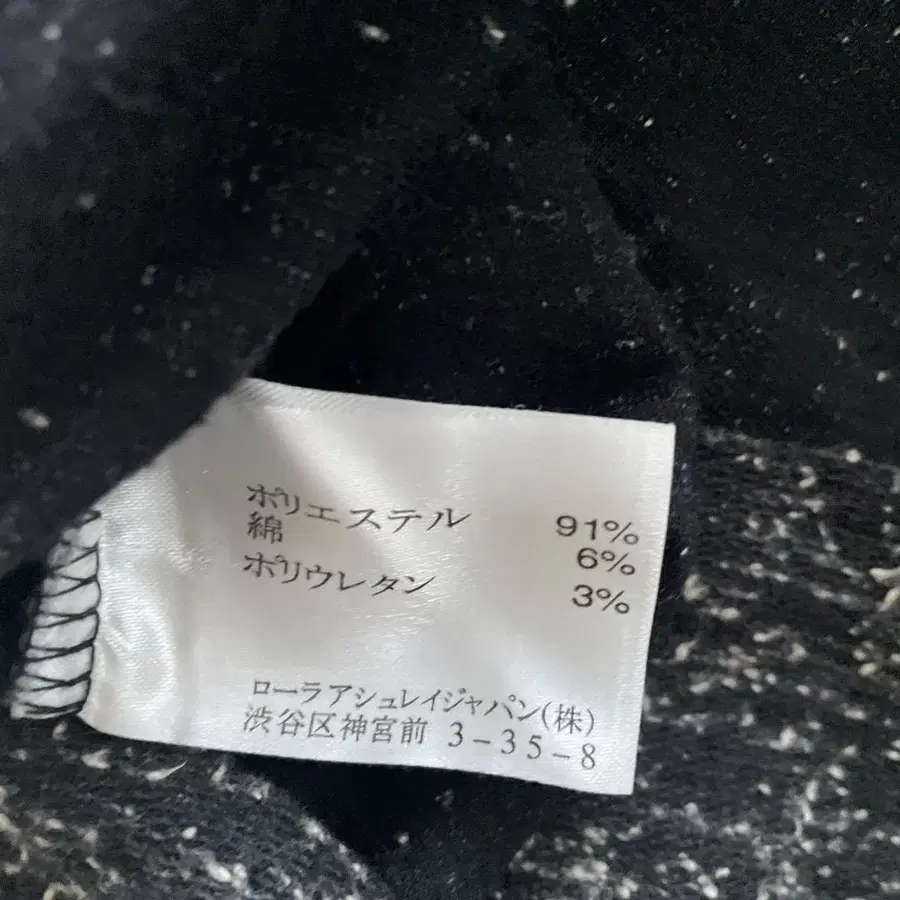 ポリエステル 91%
綿 6%
ポリウレタン 3%
ローラアシュレイジャパン(株)
渋谷区神宮前 3-35-8